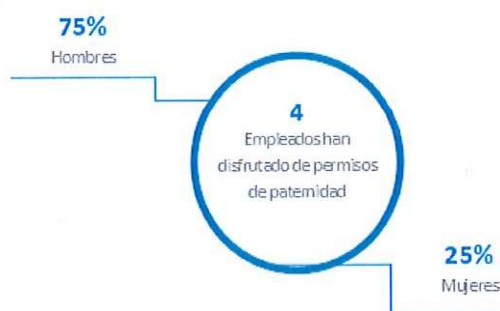 75%
Hombres
4
Empleados han
disfrutado de permisos
de paternidad
25%
Mujeres